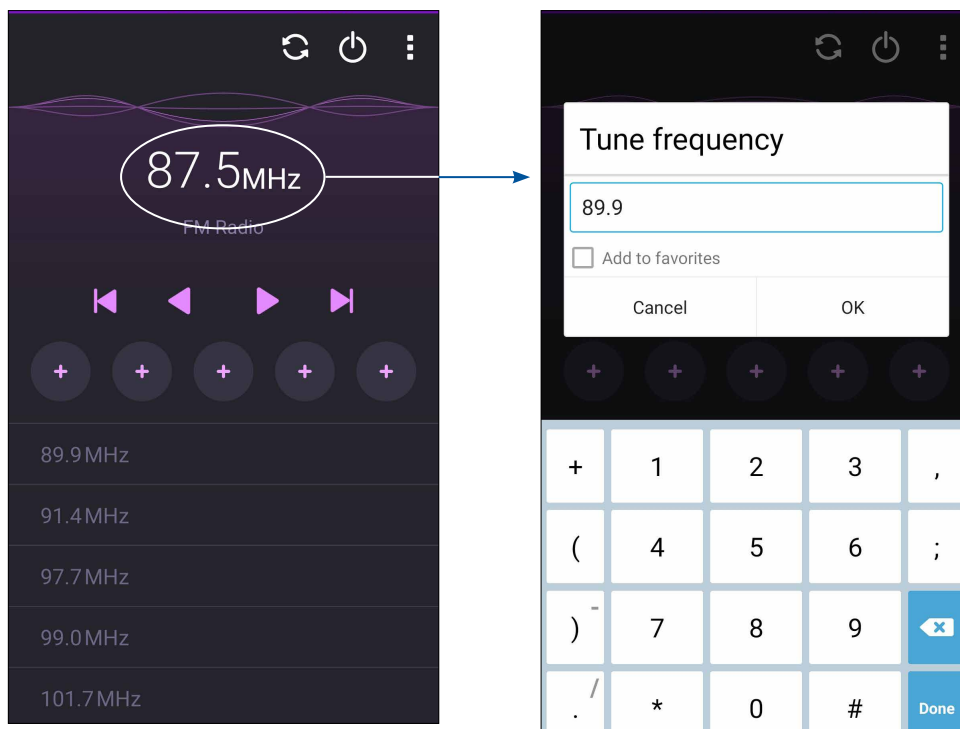 87.5MHz
FM Radio
+ + + + +
89.9MHz
91.4MHz
97.7MHz
99.0MHz
101.7MHz
Tune frequency
89.9
Add to favorites
Cancel OK
+ + + + +
+ 1 2 3 ,
( 4 5 6 ;
) - 7 8 9
. / * 0 # Done